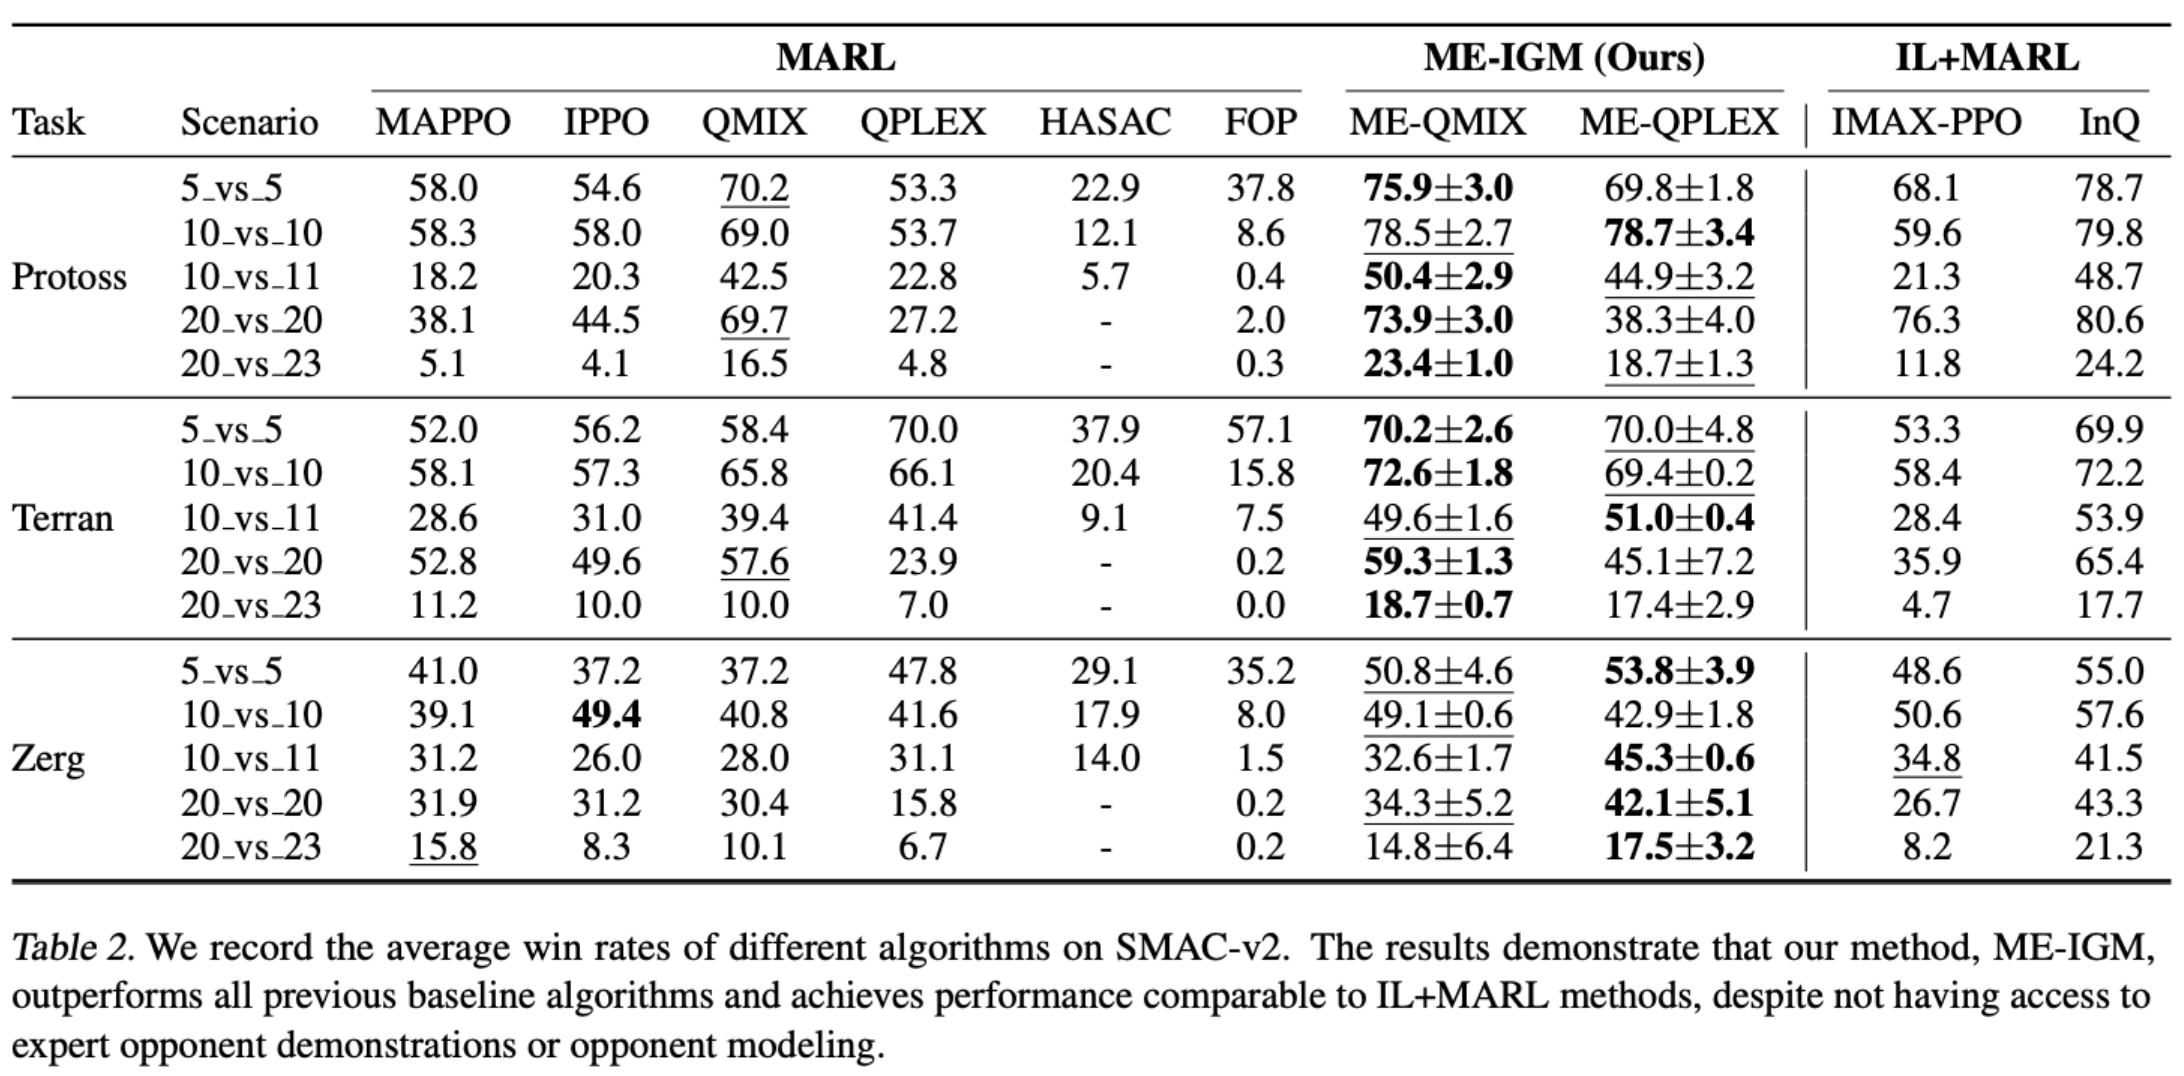 MARL ME-IGM (Ours) IL+MARL
Task Scenario MAPPO IPPO QMIX QPLEX HASAC FOP ME-QMIX ME-QPLEX IMAX-PPO InQ
5_vs_5 58.0 54.6 70.2 53.3 22.9 37.8 75.9±3.0 69.8±1.8 68.1 78.7
10_vs_10 58.3 58.0 69.0 53.7 12.1 8.6 78.5±2.7 78.7±3.4 59.6 79.8
Protoss 10_vs_11 18.2 20.3 42.5 22.8 5.7 0.4 50.4±2.9 44.9±3.2 21.3 48.7
20_vs_20 38.1 44.5 69.7 27.2 - 2.0 73.9±3.0 38.3±4.0 76.3 80.6
20_vs_23 5.1 4.1 16.5 4.8 - 0.3 23.4±1.0 18.7±1.3 11.8 24.2
5_vs_5 52.0 56.2 58.4 70.0 37.9 57.1 70.2±2.6 70.0±4.8 53.3 69.9
10_vs_10 58.1 57.3 65.8 66.1 20.4 15.8 72.6±1.8 69.4±0.2 58.4 72.2
Terran 10_vs_11 28.6 31.0 39.4 41.4 9.1 7.5 49.6±1.6 51.0±0.4 28.4 53.9
20_vs_20 52.8 49.6 57.6 23.9 - 0.2 59.3±1.3 45.1±7.2 35.9 65.4
20_vs_23 11.2 10.0 10.0 7.0 - 0.0 18.7±0.7 17.4±2.9 4.7 17.7
5_vs_5 41.0 37.2 37.2 47.8 29.1 35.2 50.8±4.6 53.8±3.9 48.6 55.0
10_vs_10 39.1 49.4 40.8 41.6 17.9 8.0 49.1±0.6 42.9±1.8 50.6 57.6
Zerg 10_vs_11 31.2 26.0 28.0 31.1 14.0 1.5 32.6±1.7 45.3±0.6 34.8 41.5
20_vs_20 31.9 31.2 30.4 15.8 - 0.2 34.3±5.2 42.1±5.1 26.7 43.3
20_vs_23 15.8 8.3 10.1 6.7 - 0.2 14.8±6.4 17.5±3.2 8.2 21.3
Table 2. We record the average win rates of different algorithms on SMAC-v2. The results demonstrate that our method, ME-IGM,
outperforms all previous baseline algorithms and achieves performance comparable to IL+MARL methods, despite not having access to
expert opponent demonstrations or opponent modeling.